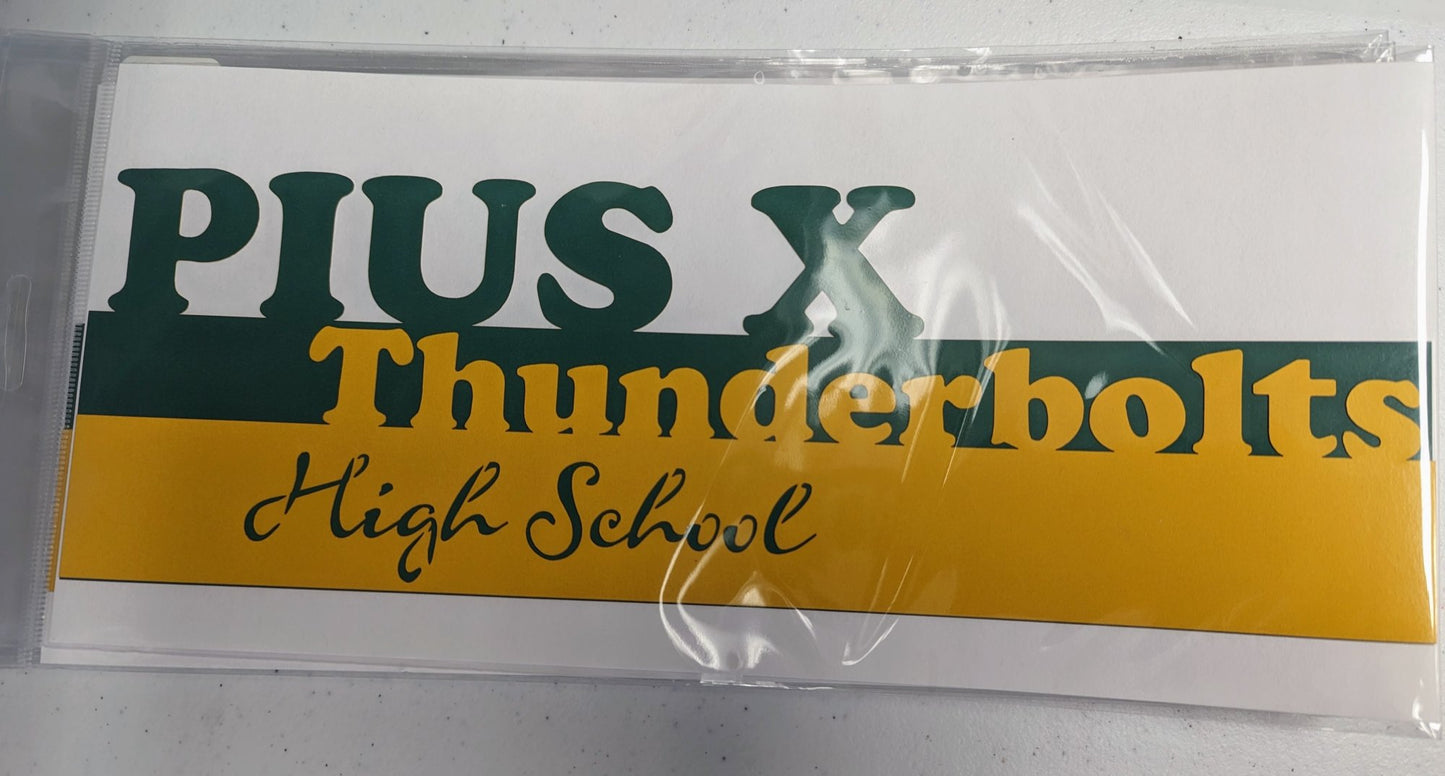 PIUS X
Thunderbolts
High School